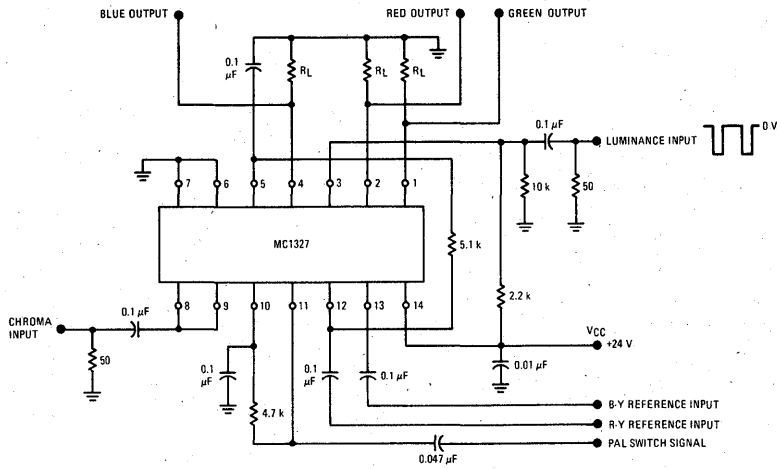 BLUE OUTPUT
RED OUTPUT
GREEN OUTPUT
0.1
µF
RL
RL
RL
0.1 µF
LUMINANCE INPUT
0 V
10 k
50
7
6
5
4
3
2
1
5.1 k
MC1327
2.2 k
8
9
10
11
12
13
14
CHROMA
INPUT
0.1 µF
50
VCC
+24 V
0.1
µF
0.1
µF
0.1 µF
0.01 µF
4.7 k
B-Y REFERENCE INPUT
R-Y REFERENCE INPUT
PAL SWITCH SIGNAL
0.047 µF